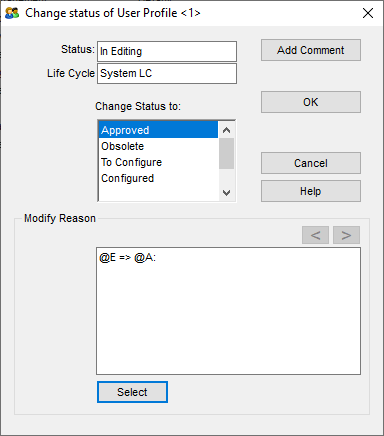 Change status of User Profile <1>
Status:
In Editing
Add Comment
Life Cycle
System LC
Change Status to:
OK
Approved
Obsolete
To Configure
Configured
Cancel
Help
Modify Reason
< >
@E => @A:
Select